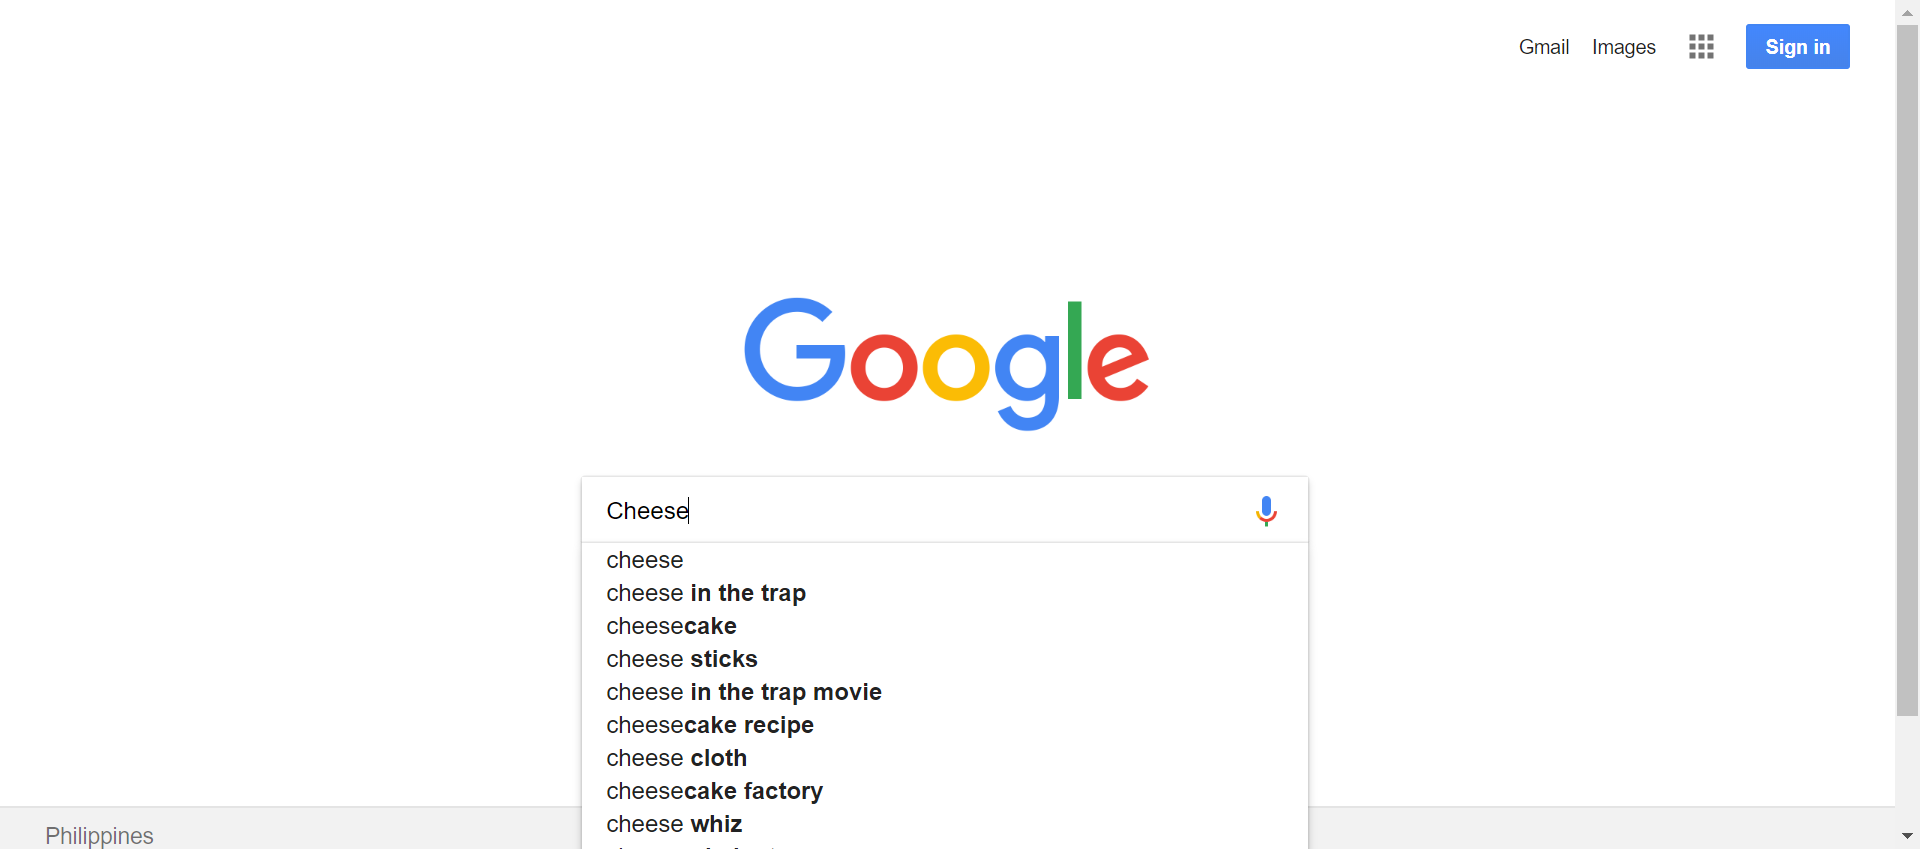 Gmail Images Sign in
Google
Cheese
cheese
cheese in the trap
cheesecake
cheese sticks
cheese in the trap movie
cheesecake recipe
cheese cloth
cheesecake factory
cheese whiz
Philippines